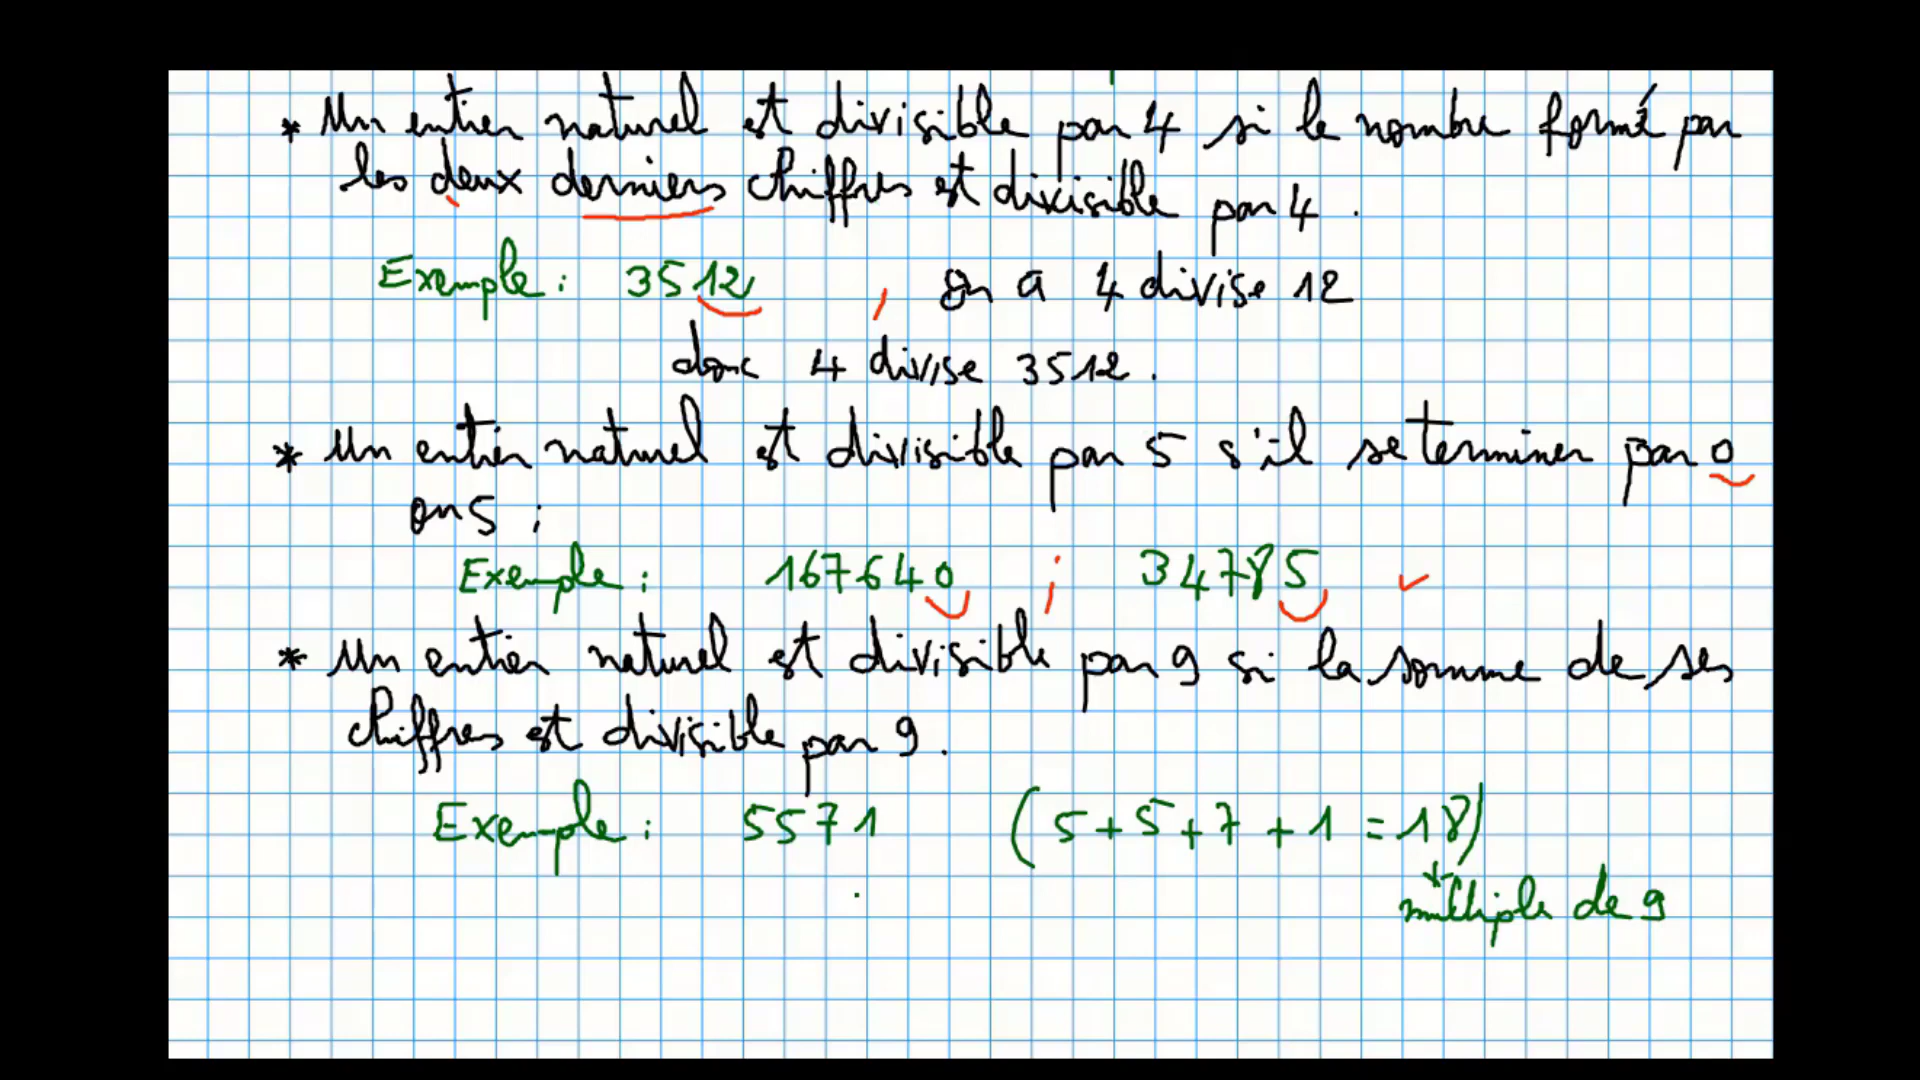 * Un entier naturel est divisible par 4 si le nombre formé par
les deux derniers chiffres est divisible par 4 .
Exemple : 3512 , on a 4 divise 12
donc 4 divise 3512 .
* Un entier naturel est divisible par 5 s'il se terminer par 0
ou 5 ;
Exemple : 167640 ; 34785
* Un entier naturel est divisible par 9 si la somme de ses
chiffres est divisible par 9 .
Exemple : 5571 ( 5 + 5 + 7 + 1 = 18 )
multiple de 9